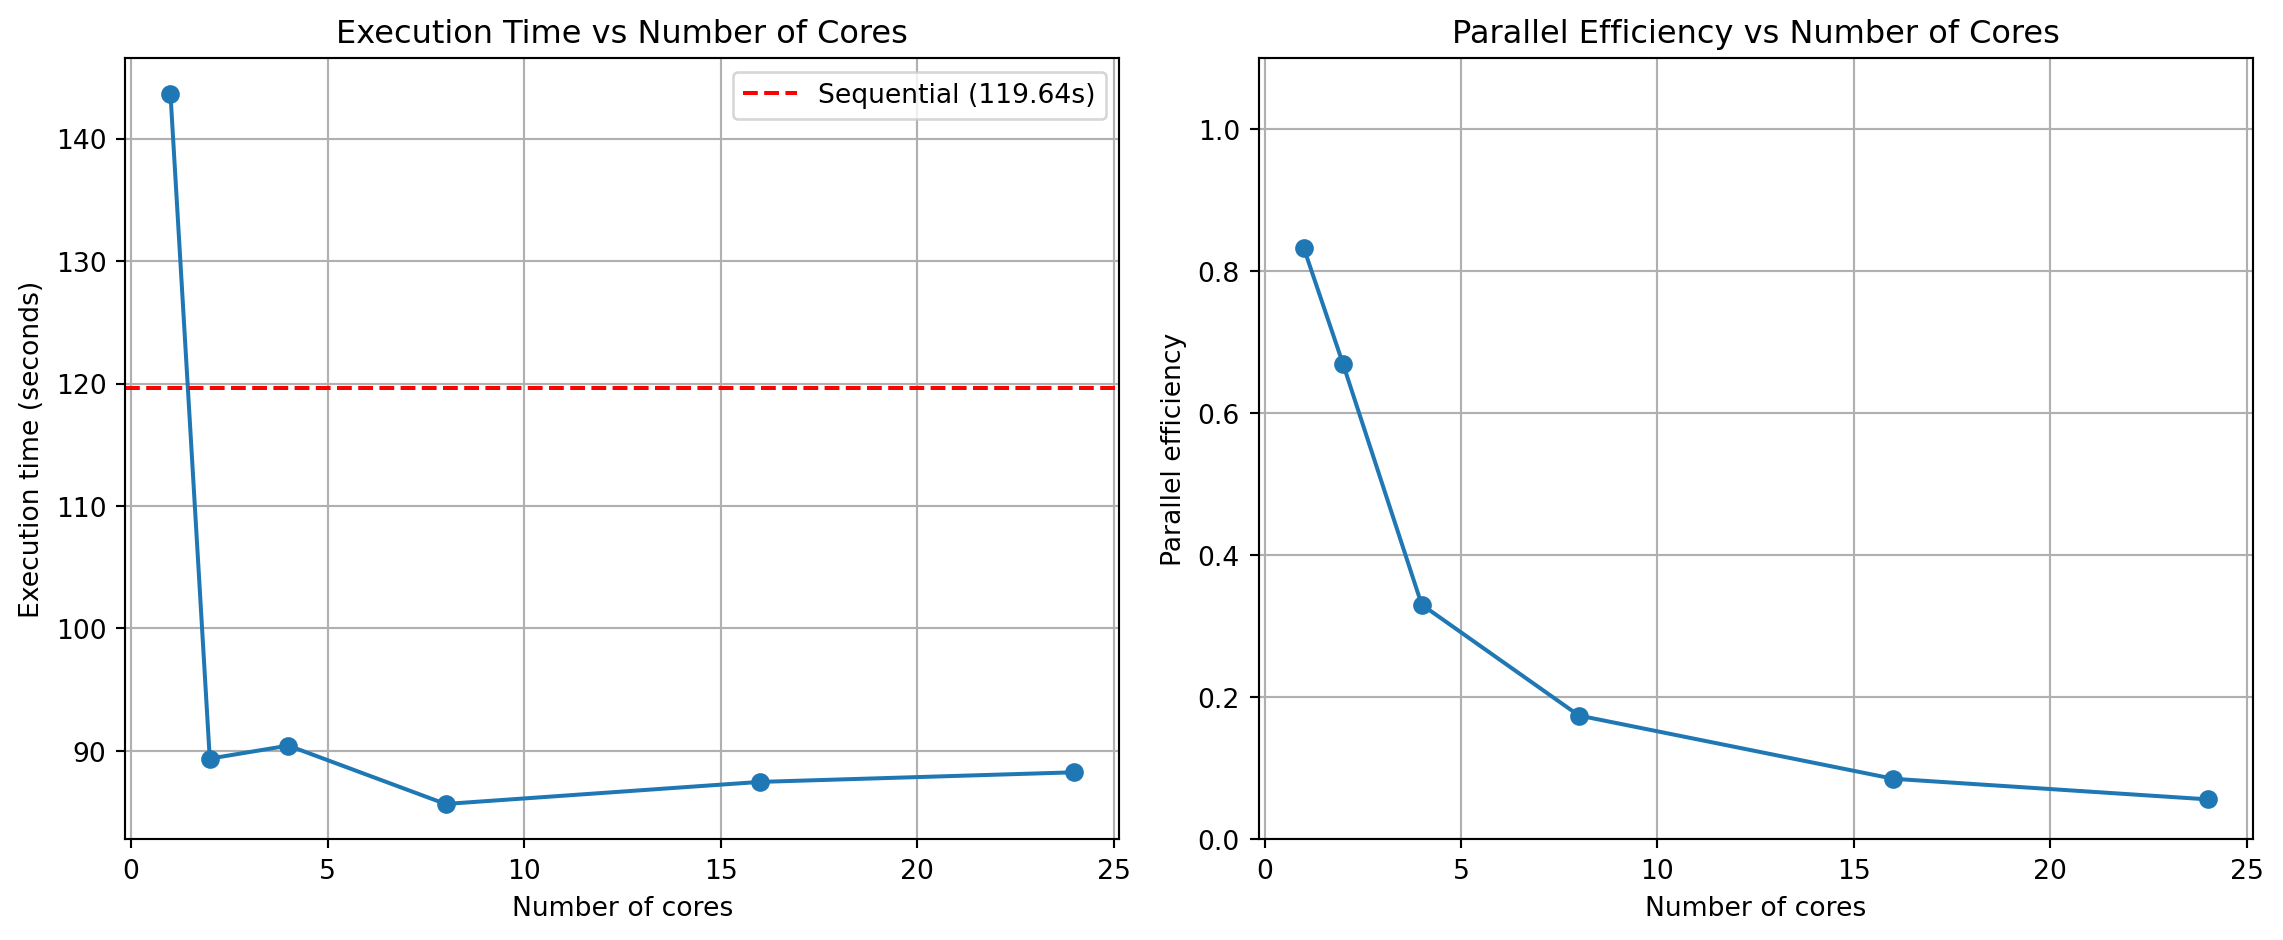 Execution Time vs Number of Cores
Sequential (119.64s)
140
130
120
110
100
90
Execution time (seconds)
0 5 10 15 20 25
Number of cores
Parallel Efficiency vs Number of Cores
1.0
0.8
0.6
0.4
0.2
0.0
Parallel efficiency
0 5 10 15 20 25
Number of cores